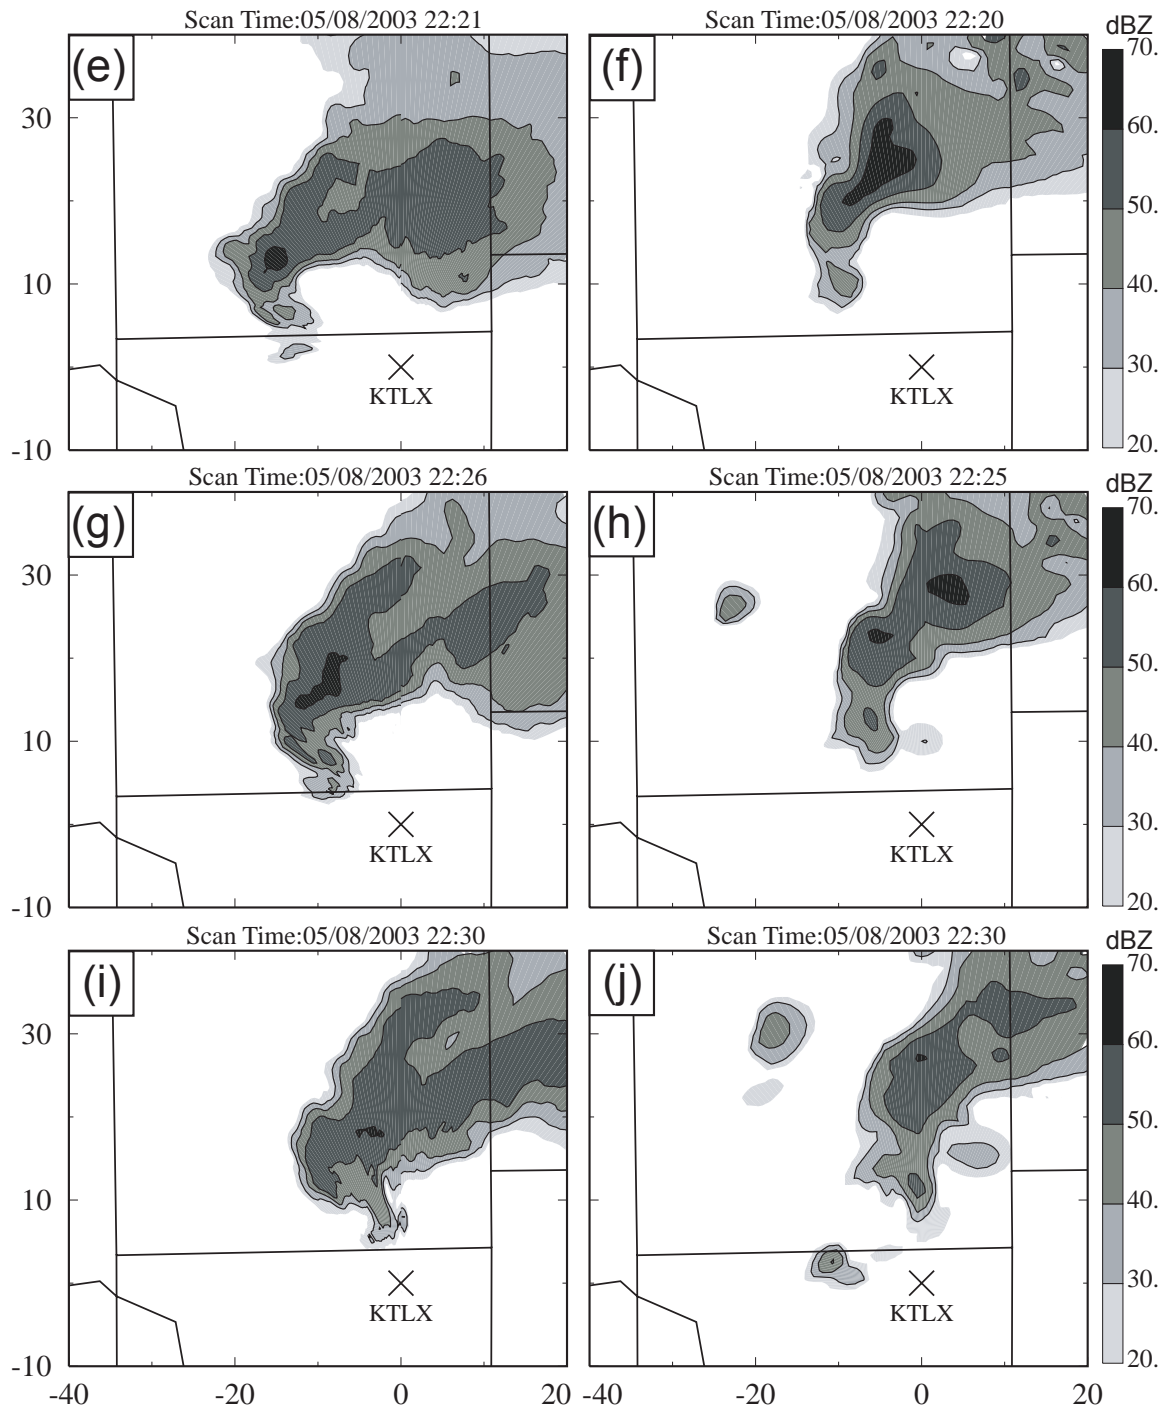 Scan Time:05/08/2003 22:21
Scan Time:05/08/2003 22:20
dBZ
(e)
(f)
70.
60.
50.
40.
30.
20.
30
10
-10
KTLX
KTLX
Scan Time:05/08/2003 22:26
Scan Time:05/08/2003 22:25
dBZ
(g)
(h)
70.
60.
50.
40.
30.
20.
30
10
-10
KTLX
KTLX
Scan Time:05/08/2003 22:30
Scan Time:05/08/2003 22:30
dBZ
(i)
(j)
70.
60.
50.
40.
30.
20.
30
10
-10
KTLX
KTLX
-40 -20 0 20
-40 -20 0 20